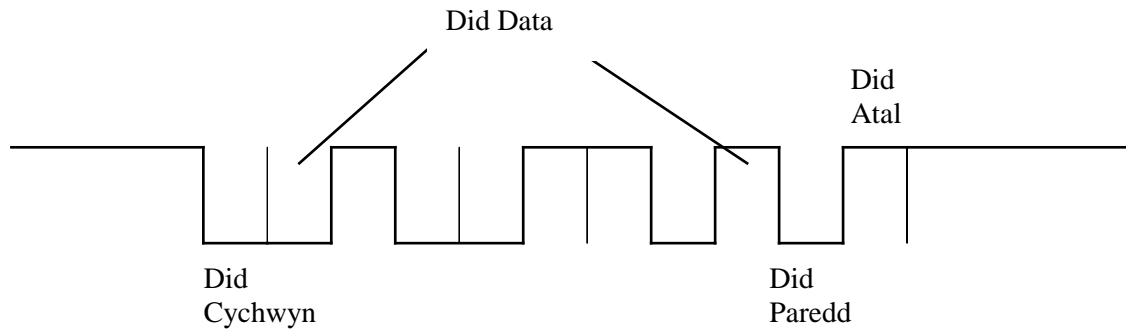 Did Data
Did
Atal
Did
Cychwyn
Did
Paredd